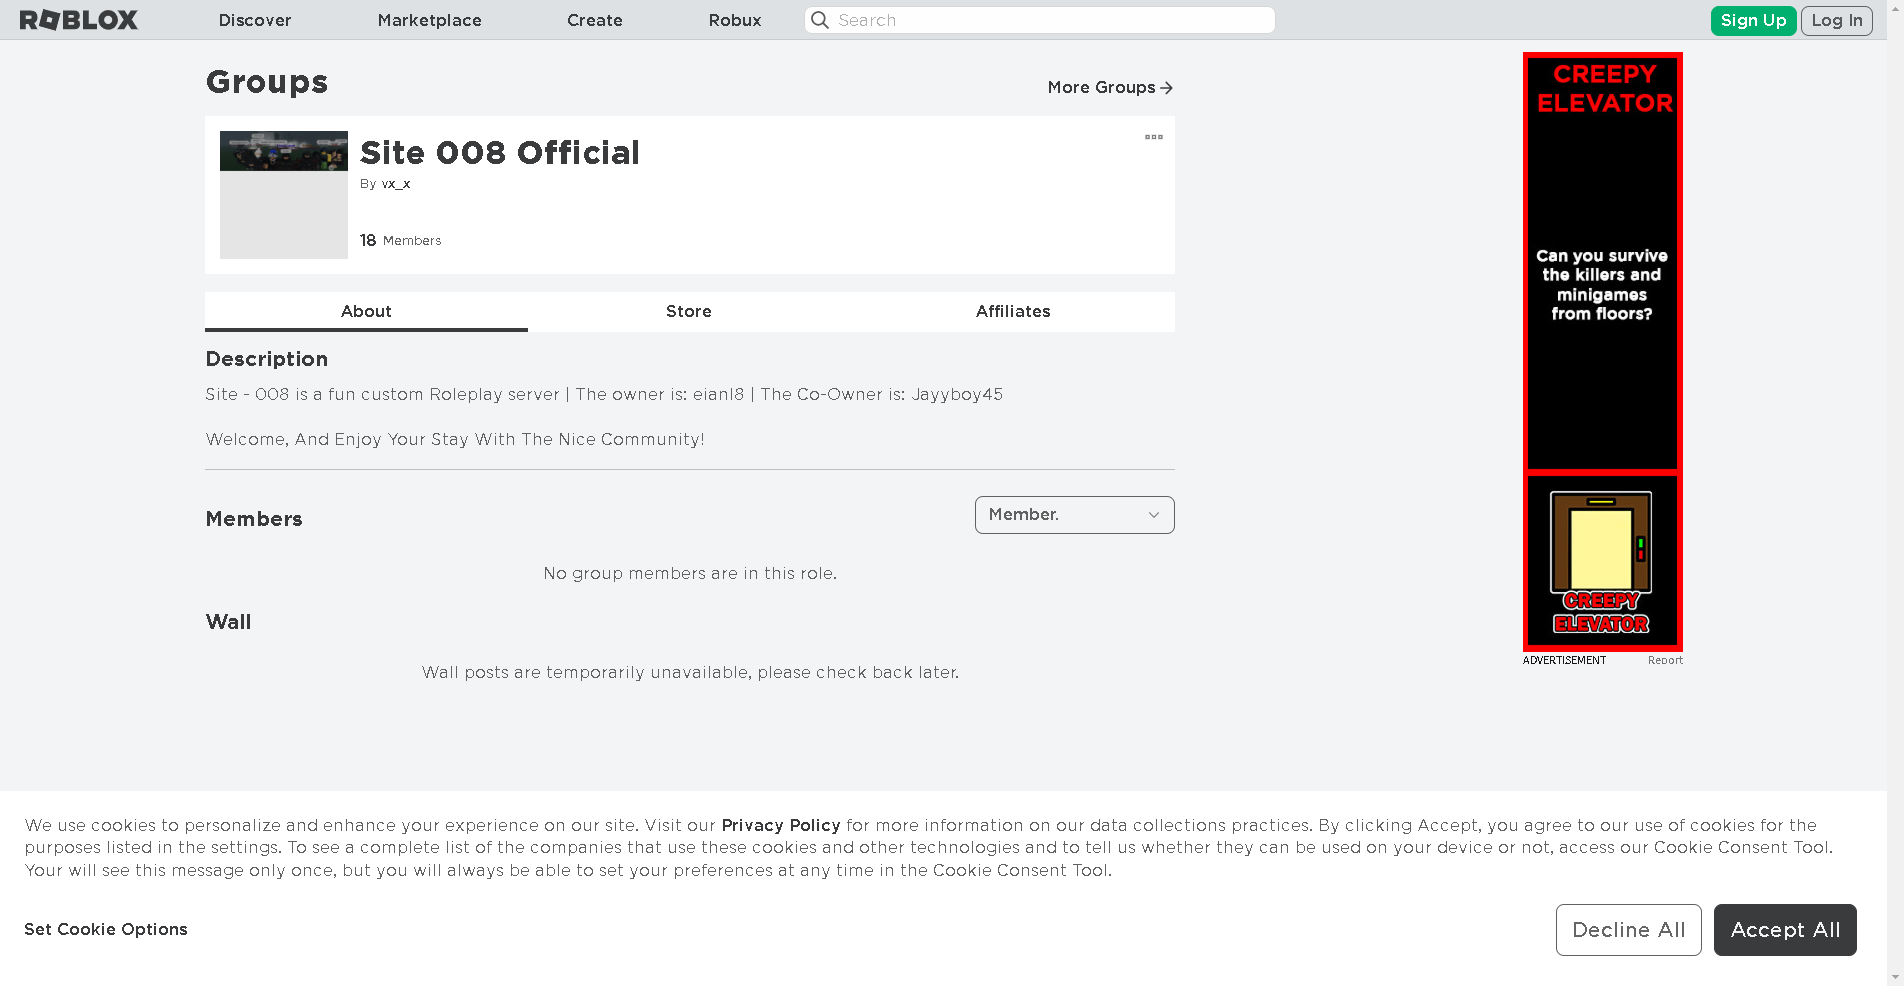 ROBLOX Discover Marketplace Create Robux Search Sign Up Log In
Groups
More Groups
Site 008 Official
By vx_x
18 Members
About Store Affiliates
Description
Site - 008 is a fun custom Roleplay server | The owner is: eianl8 | The Co-Owner is: Jayyboy45
Welcome, And Enjoy Your Stay With The Nice Community!
Members
Member.
No group members are in this role.
Wall
Wall posts are temporarily unavailable, please check back later.
CREEPY
ELEVATOR
Can you survive
the killers and
minigames
from floors?
CREEPY
ELEVATOR
ADVERTISEMENT Report
We use cookies to personalize and enhance your experience on our site. Visit our Privacy Policy for more information on our data collections practices. By clicking Accept, you agree to our use of cookies for the
purposes listed in the settings. To see a complete list of the companies that use these cookies and other technologies and to tell us whether they can be used on your device or not, access our Cookie Consent Tool.
Your will see this message only once, but you will always be able to set your preferences at any time in the Cookie Consent Tool.
Set Cookie Options
Decline All
Accept All